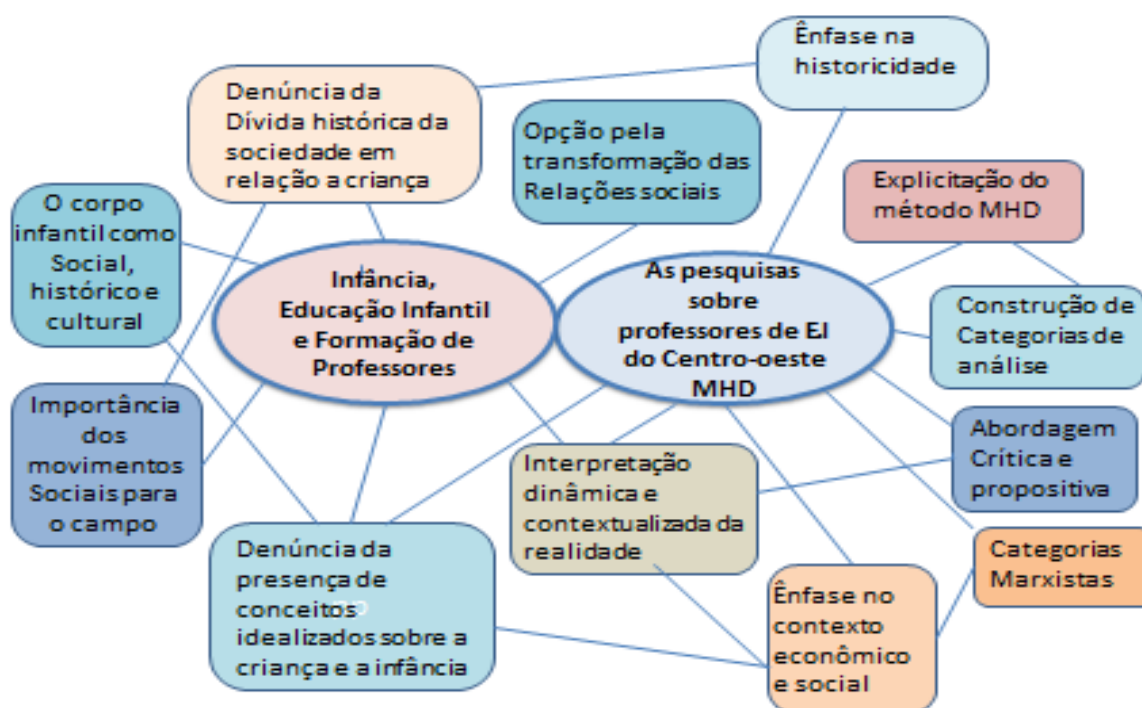 Ênfase na
historicidade
Denúncia da
Dívida histórica da
sociedade em
relação a criança
Opção pela
transformação das
Relações sociais
Explicitação do
método MHD
O corpo
infantil como
Social,
histórico e
cultural
Infância,
Educação Infantil
e Formação de
Professores
As pesquisas
sobre
professores de E.I
do Centro-oeste
MHD
Construção de
Categorias de
análise
Importância
dos
movimentos
Sociais para
o campo
Interpretação
dinâmica e
contextualizada da
realidade
Abordagem
Crítica e
propositiva
Denúncia da
presença de
conceitos
idealizados sobre a
criança e a infância
Ênfase no
contexto
econômico
e social
Categorias
Marxistas